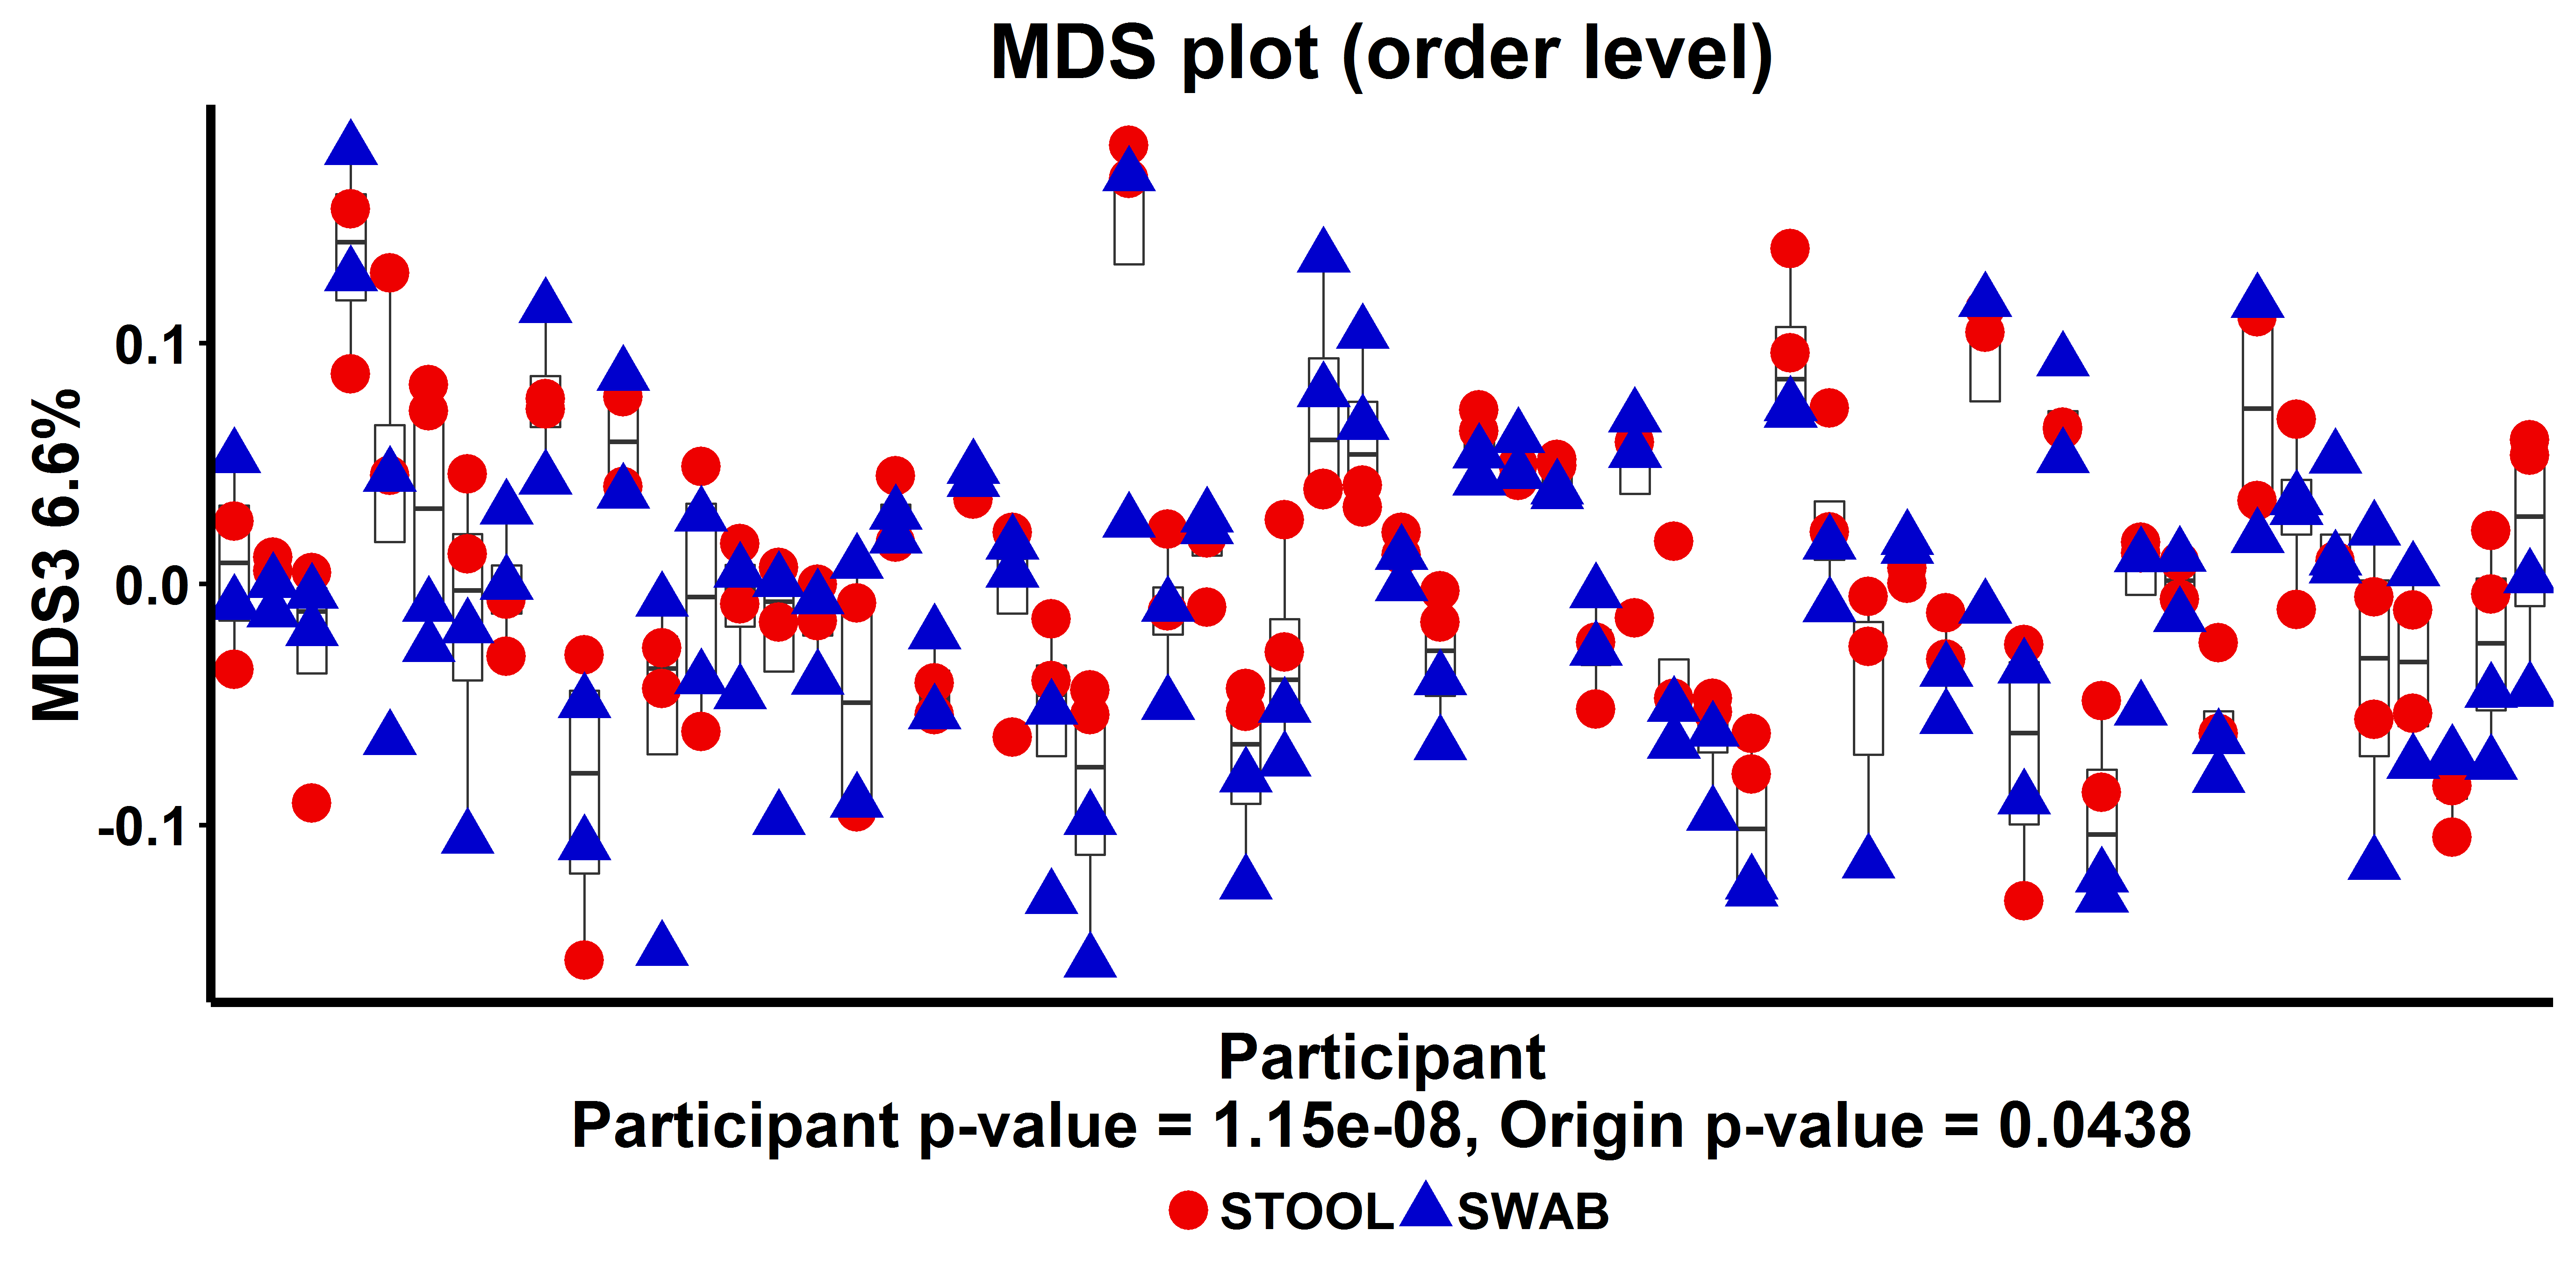 MDS plot (order level)
MDS3 6.6%
0.1
0.0
-0.1
Participant
Participant p-value = 1.15e-08, Origin p-value = 0.0438
STOOL SWAB